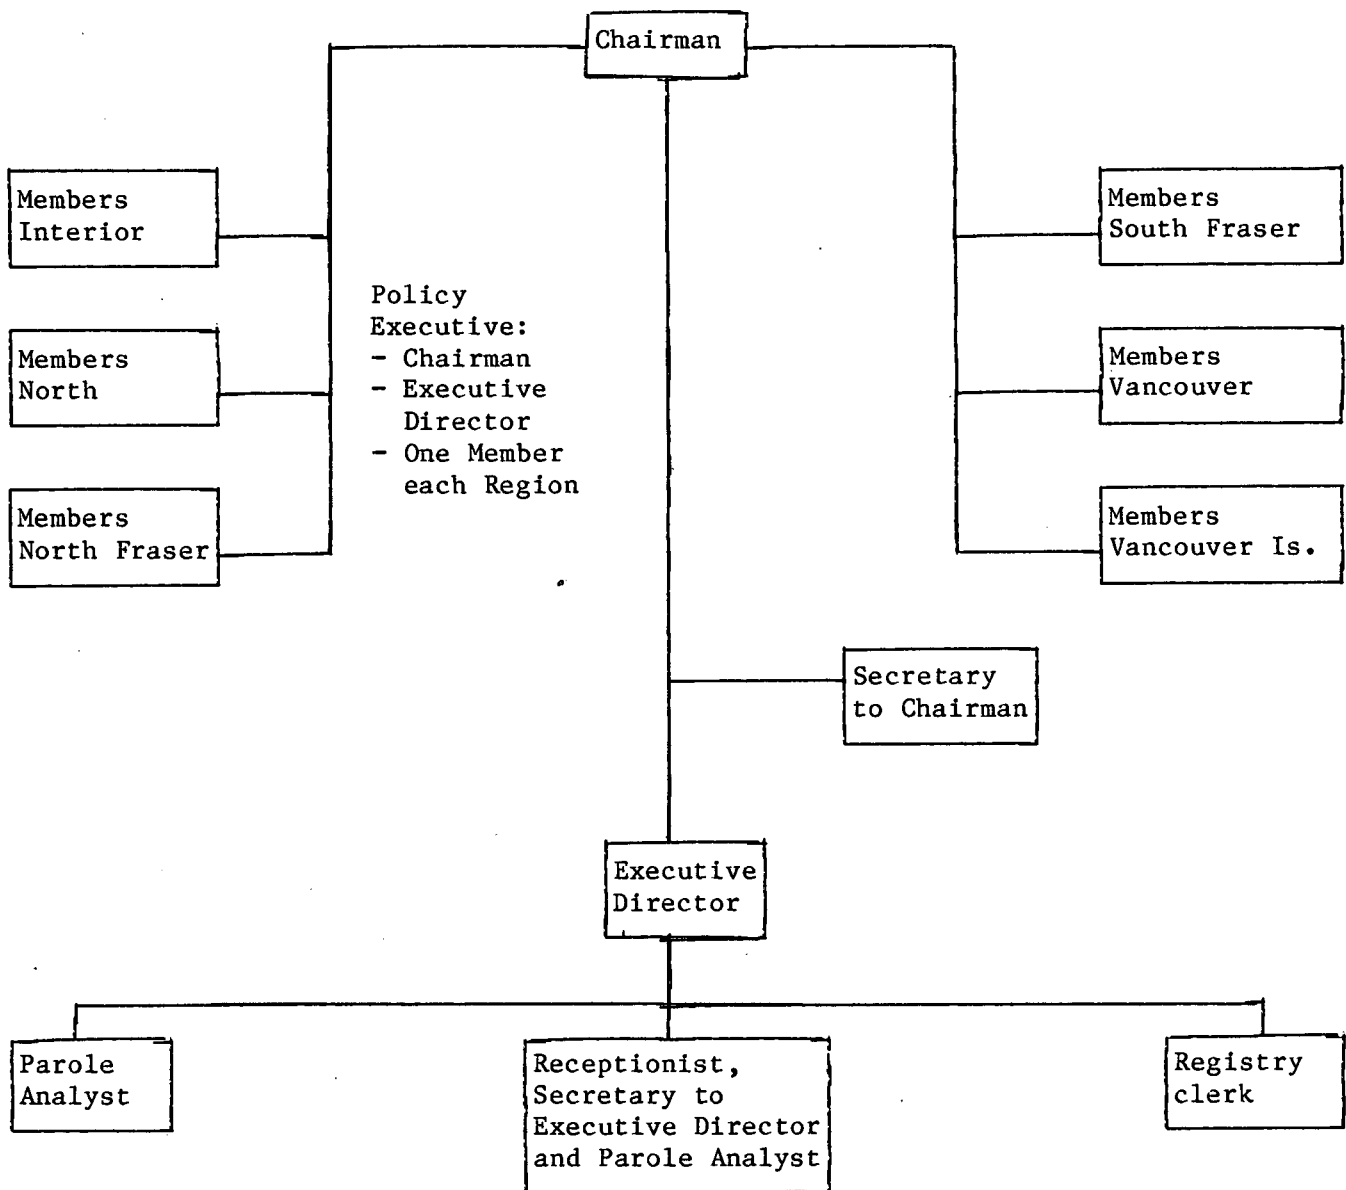 Chairman
Members
Interior
Members
North
Members
North Fraser
Policy
Executive:
- Chairman
- Executive
Director
- One Member
each Region
Members
South Fraser
Members
Vancouver
Members
Vancouver Is.
Secretary
to Chairman
Executive
Director
Parole
Analyst
Receptionist,
Secretary to
Executive Director
and Parole Analyst
Registry
clerk